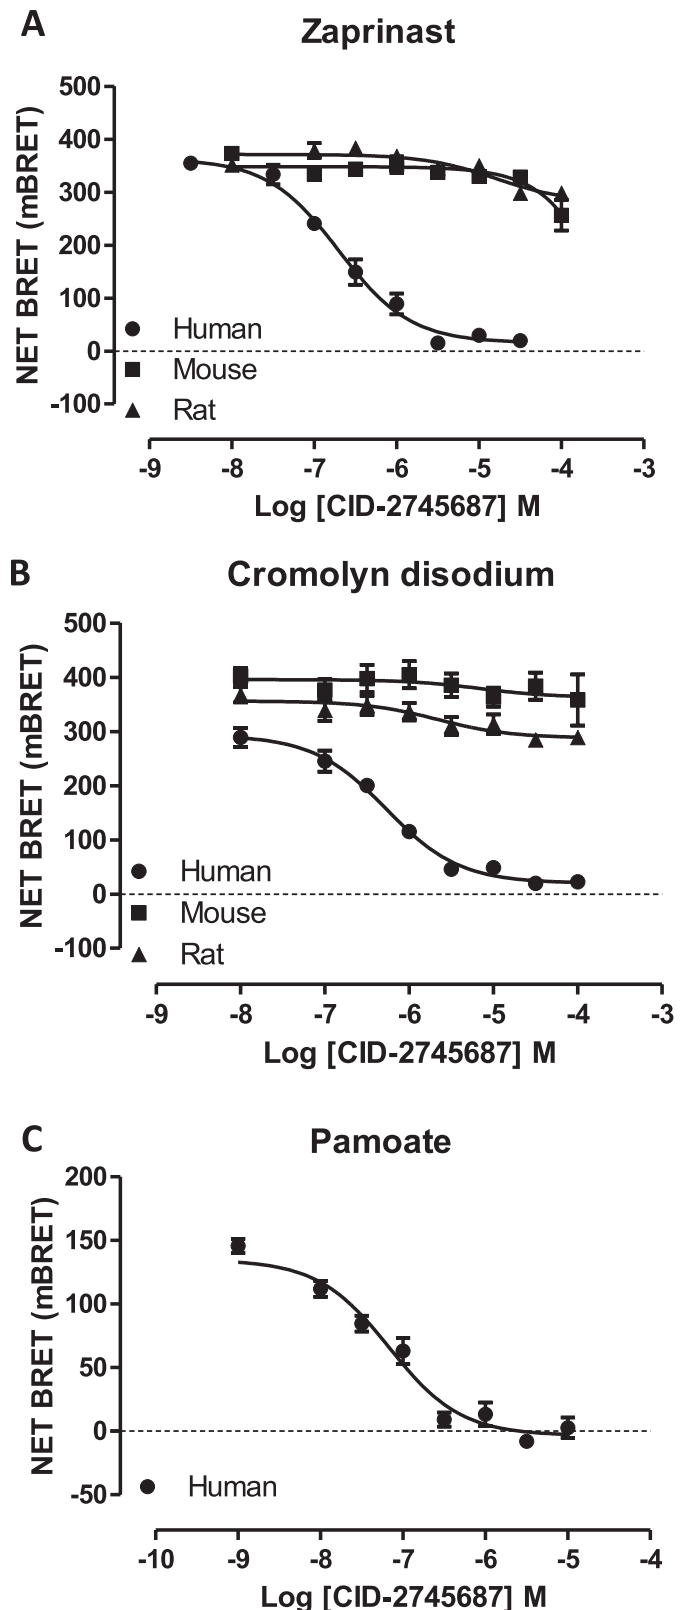 A
Zaprinast
NET BRET (mBRET)
500
400
300
200
100
0
-100
Human
Mouse
Rat
-9 -8 -7 -6 -5 -4 -3
Log [CID-2745687] M
B
Cromolyn disodium
NET BRET (mBRET)
500
400
300
200
100
0
-100
Human
Mouse
Rat
-9 -8 -7 -6 -5 -4 -3
Log [CID-2745687] M
C
Pamoate
NET BRET (mBRET)
200
150
100
50
0
-50
Human
-10 -9 -8 -7 -6 -5 -4
Log [CID-2745687] M